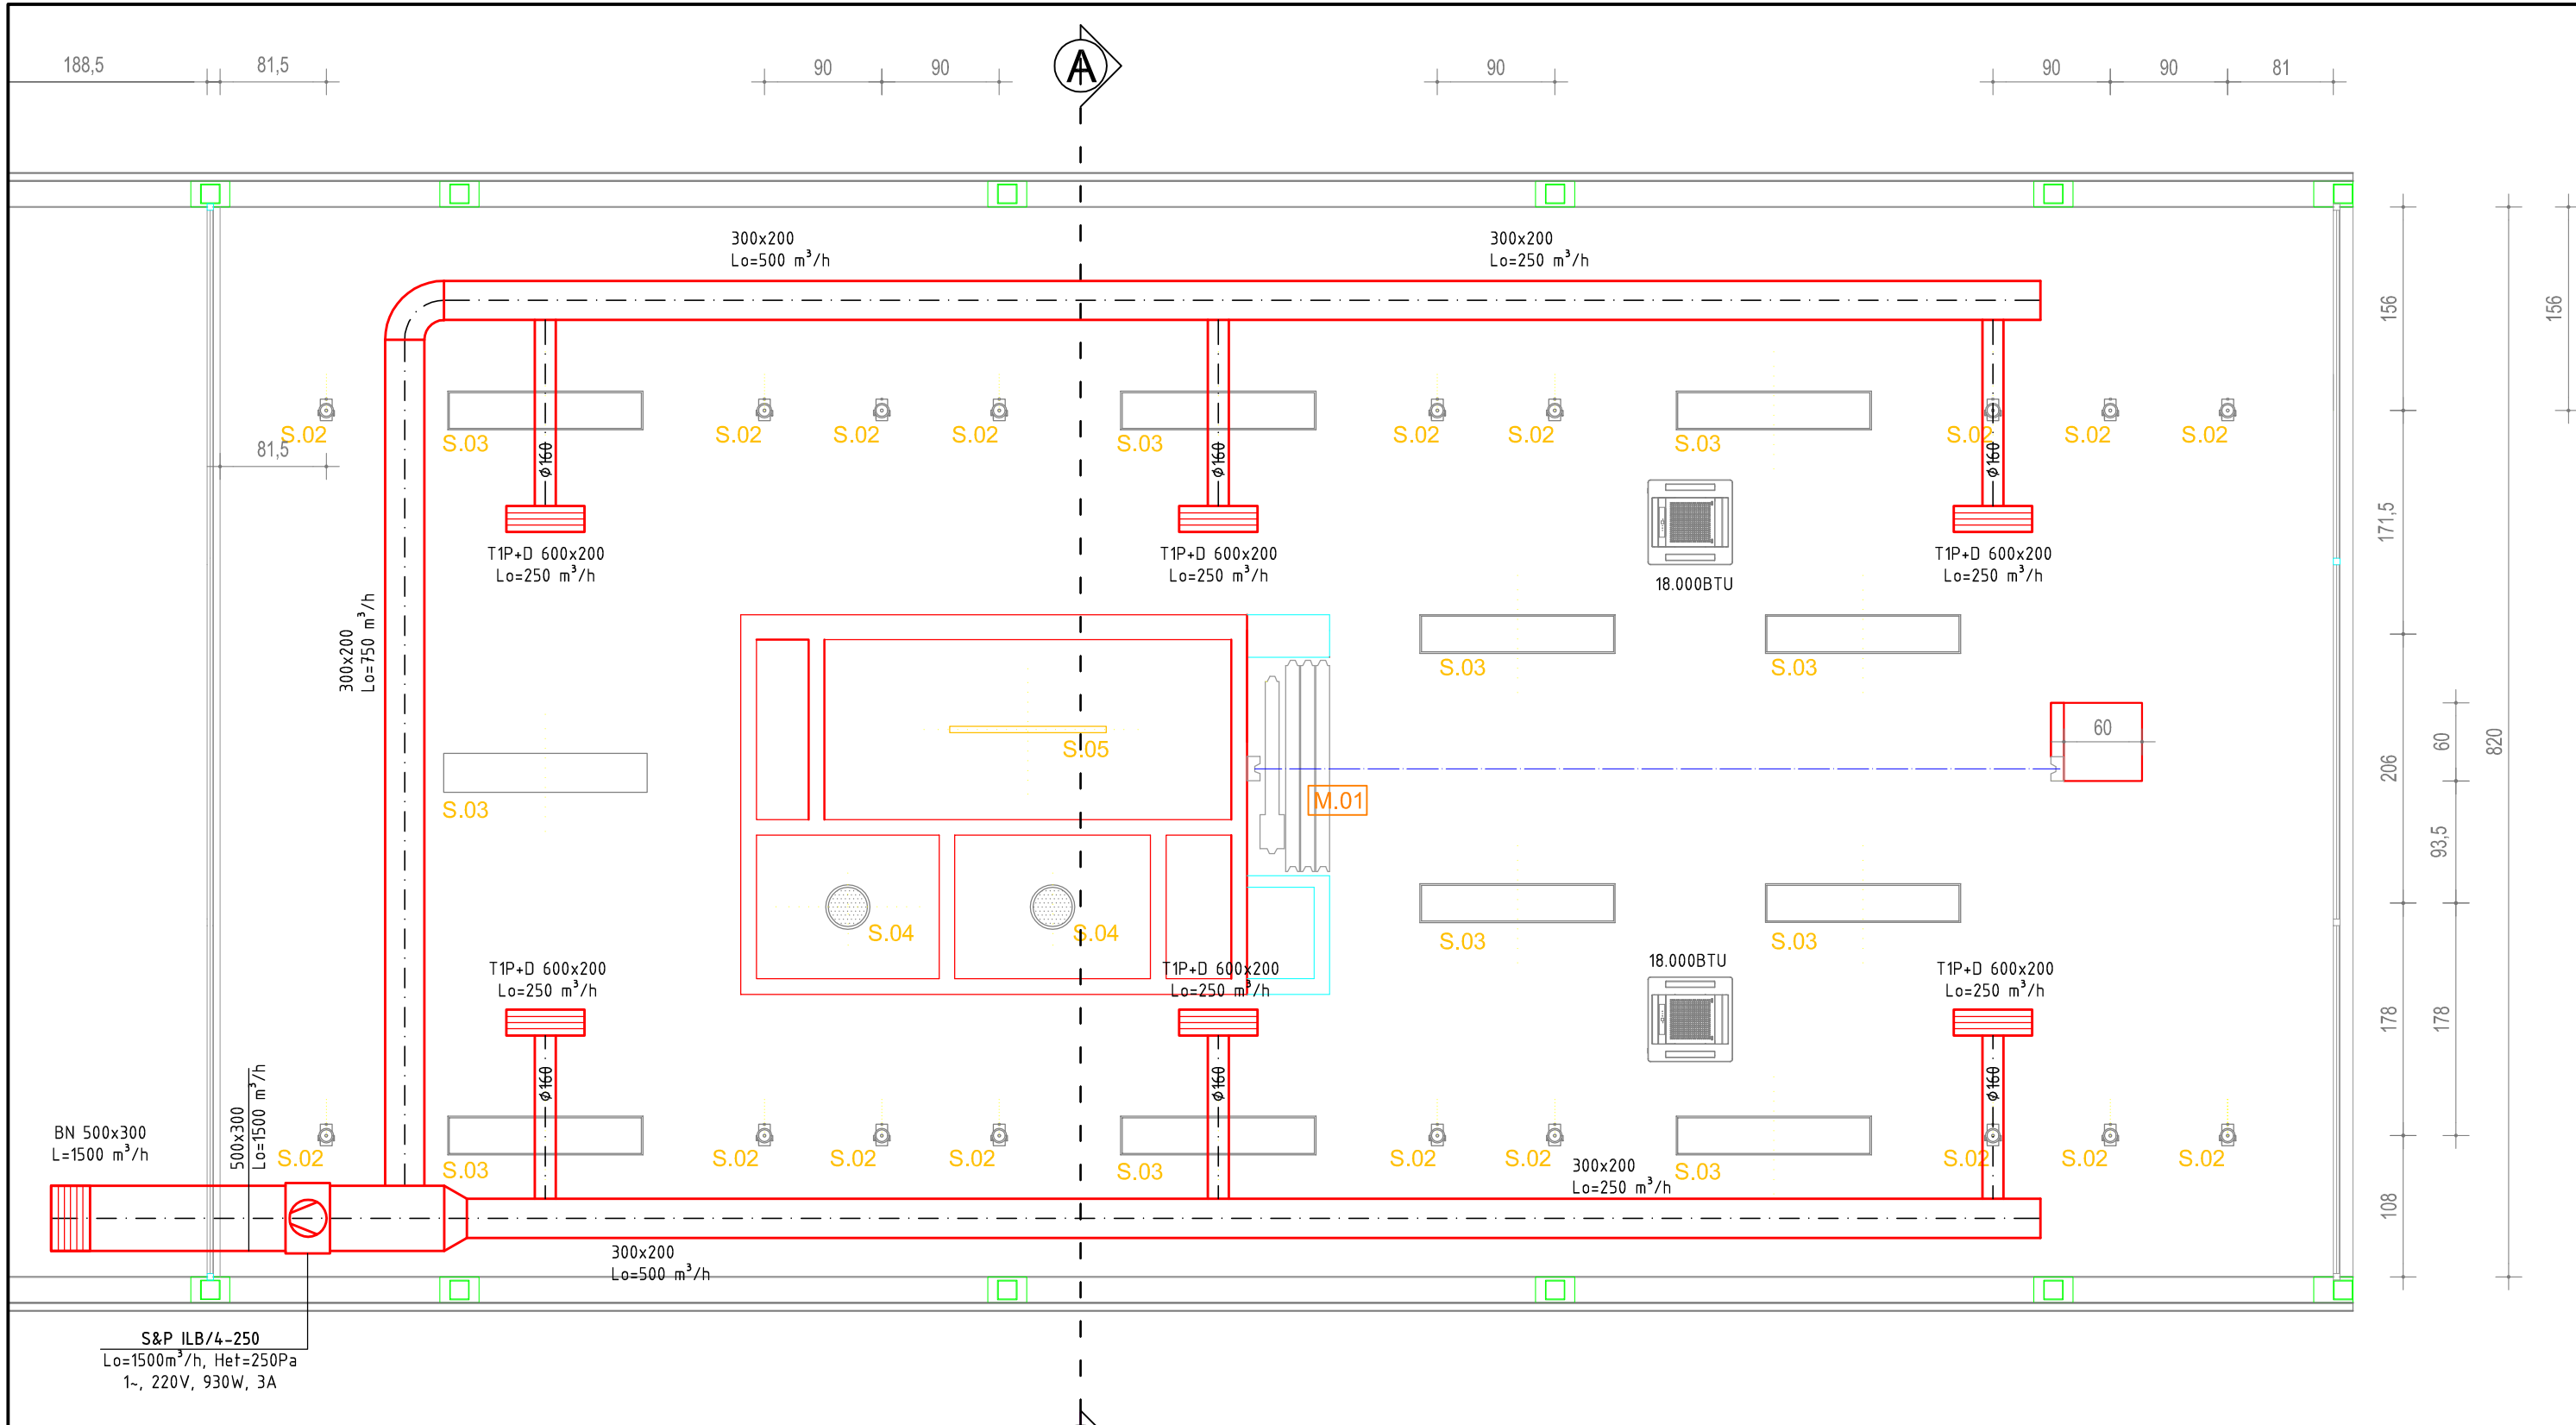 188,5
81,5
90
90
A
90
90
90
81
300x200
Lo=500 m³/h
300x200
Lo=250 m³/h
156
156
S.02
S.03
S.02
S.02
S.02
S.03
S.02
S.02
S.03
S.02
S.02
S.02
81,5
ø160
ø160
ø160
171,5
T1P+D 600x200
Lo=250 m³/h
T1P+D 600x200
Lo=250 m³/h
18.000BTU
T1P+D 600x200
Lo=250 m³/h
300x200
Lo=750 m³/h
S.03
S.03
S.05
60
60
820
206
M.01
S.03
93,5
S.04
S.04
S.03
S.03
T1P+D 600x200
Lo=250 m³/h
T1P+D 600x200
Lo=250 m³/h
18.000BTU
T1P+D 600x200
Lo=250 m³/h
178
178
ø160
ø160
ø160
BN 500x300
L=1500 m³/h
500x300
Lo=1500 m³/h
S.02
S.03
S.02
S.02
S.02
S.03
S.02
S.02
S.03
S.02
S.02
S.02
300x200
Lo=250 m³/h
108
300x200
Lo=500 m³/h
S&P ILB/4-250
Lo=1500m³/h, Het=250Pa
1~, 220V, 930W, 3A